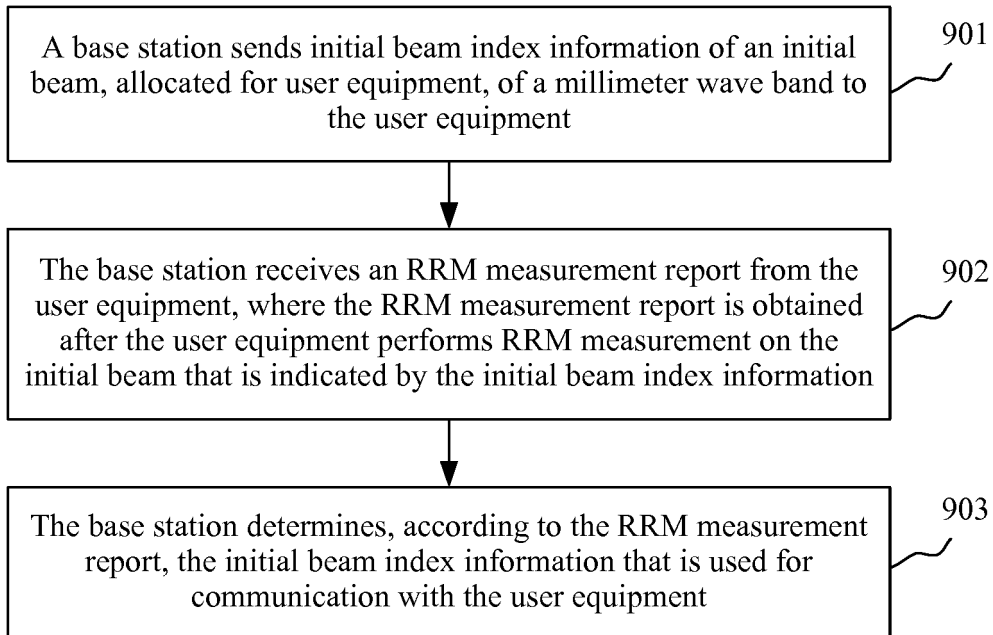 A base station sends initial beam index information of an initial
beam, allocated for user equipment, of a millimeter wave band to
the user equipment
901
The base station receives an RRM measurement report from the
user equipment, where the RRM measurement report is obtained
after the user equipment performs RRM measurement on the
initial beam that is indicated by the initial beam index information
902
The base station determines, according to the RRM measurement
report, the initial beam index information that is used for
communication with the user equipment
903